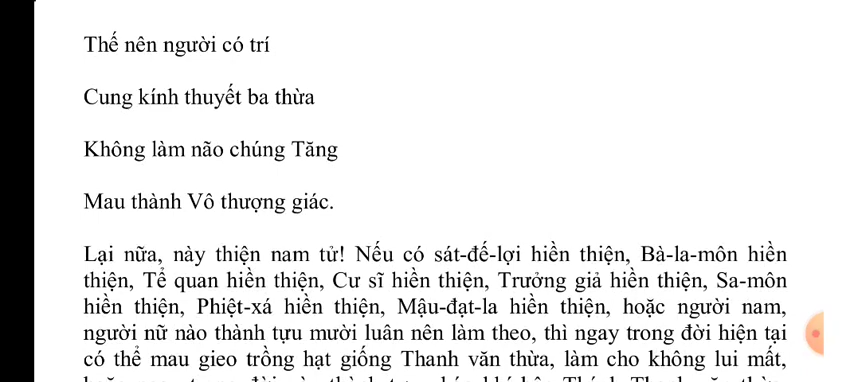 Thế nên người có trí
Cung kính thuyết ba thừa
Không làm não chúng Tăng
Mau thành Vô thượng giác.
Lại nữa, này thiện nam tử! Nếu có sát-đế-lợi hiền thiện, Bà-la-môn hiền
thiện, Tể quan hiền thiện, Cư sĩ hiền thiện, Trưởng giả hiền thiện, Sa-môn
hiền thiện, Phiệt-xá hiền thiện, Mậu-đạt-la hiền thiện, hoặc người nam,
người nữ nào thành tựu mười luân nên làm theo, thì ngay trong đời hiện tại
có thể mau gieo trồng hạt giống Thanh văn thừa, làm cho không lui mất,